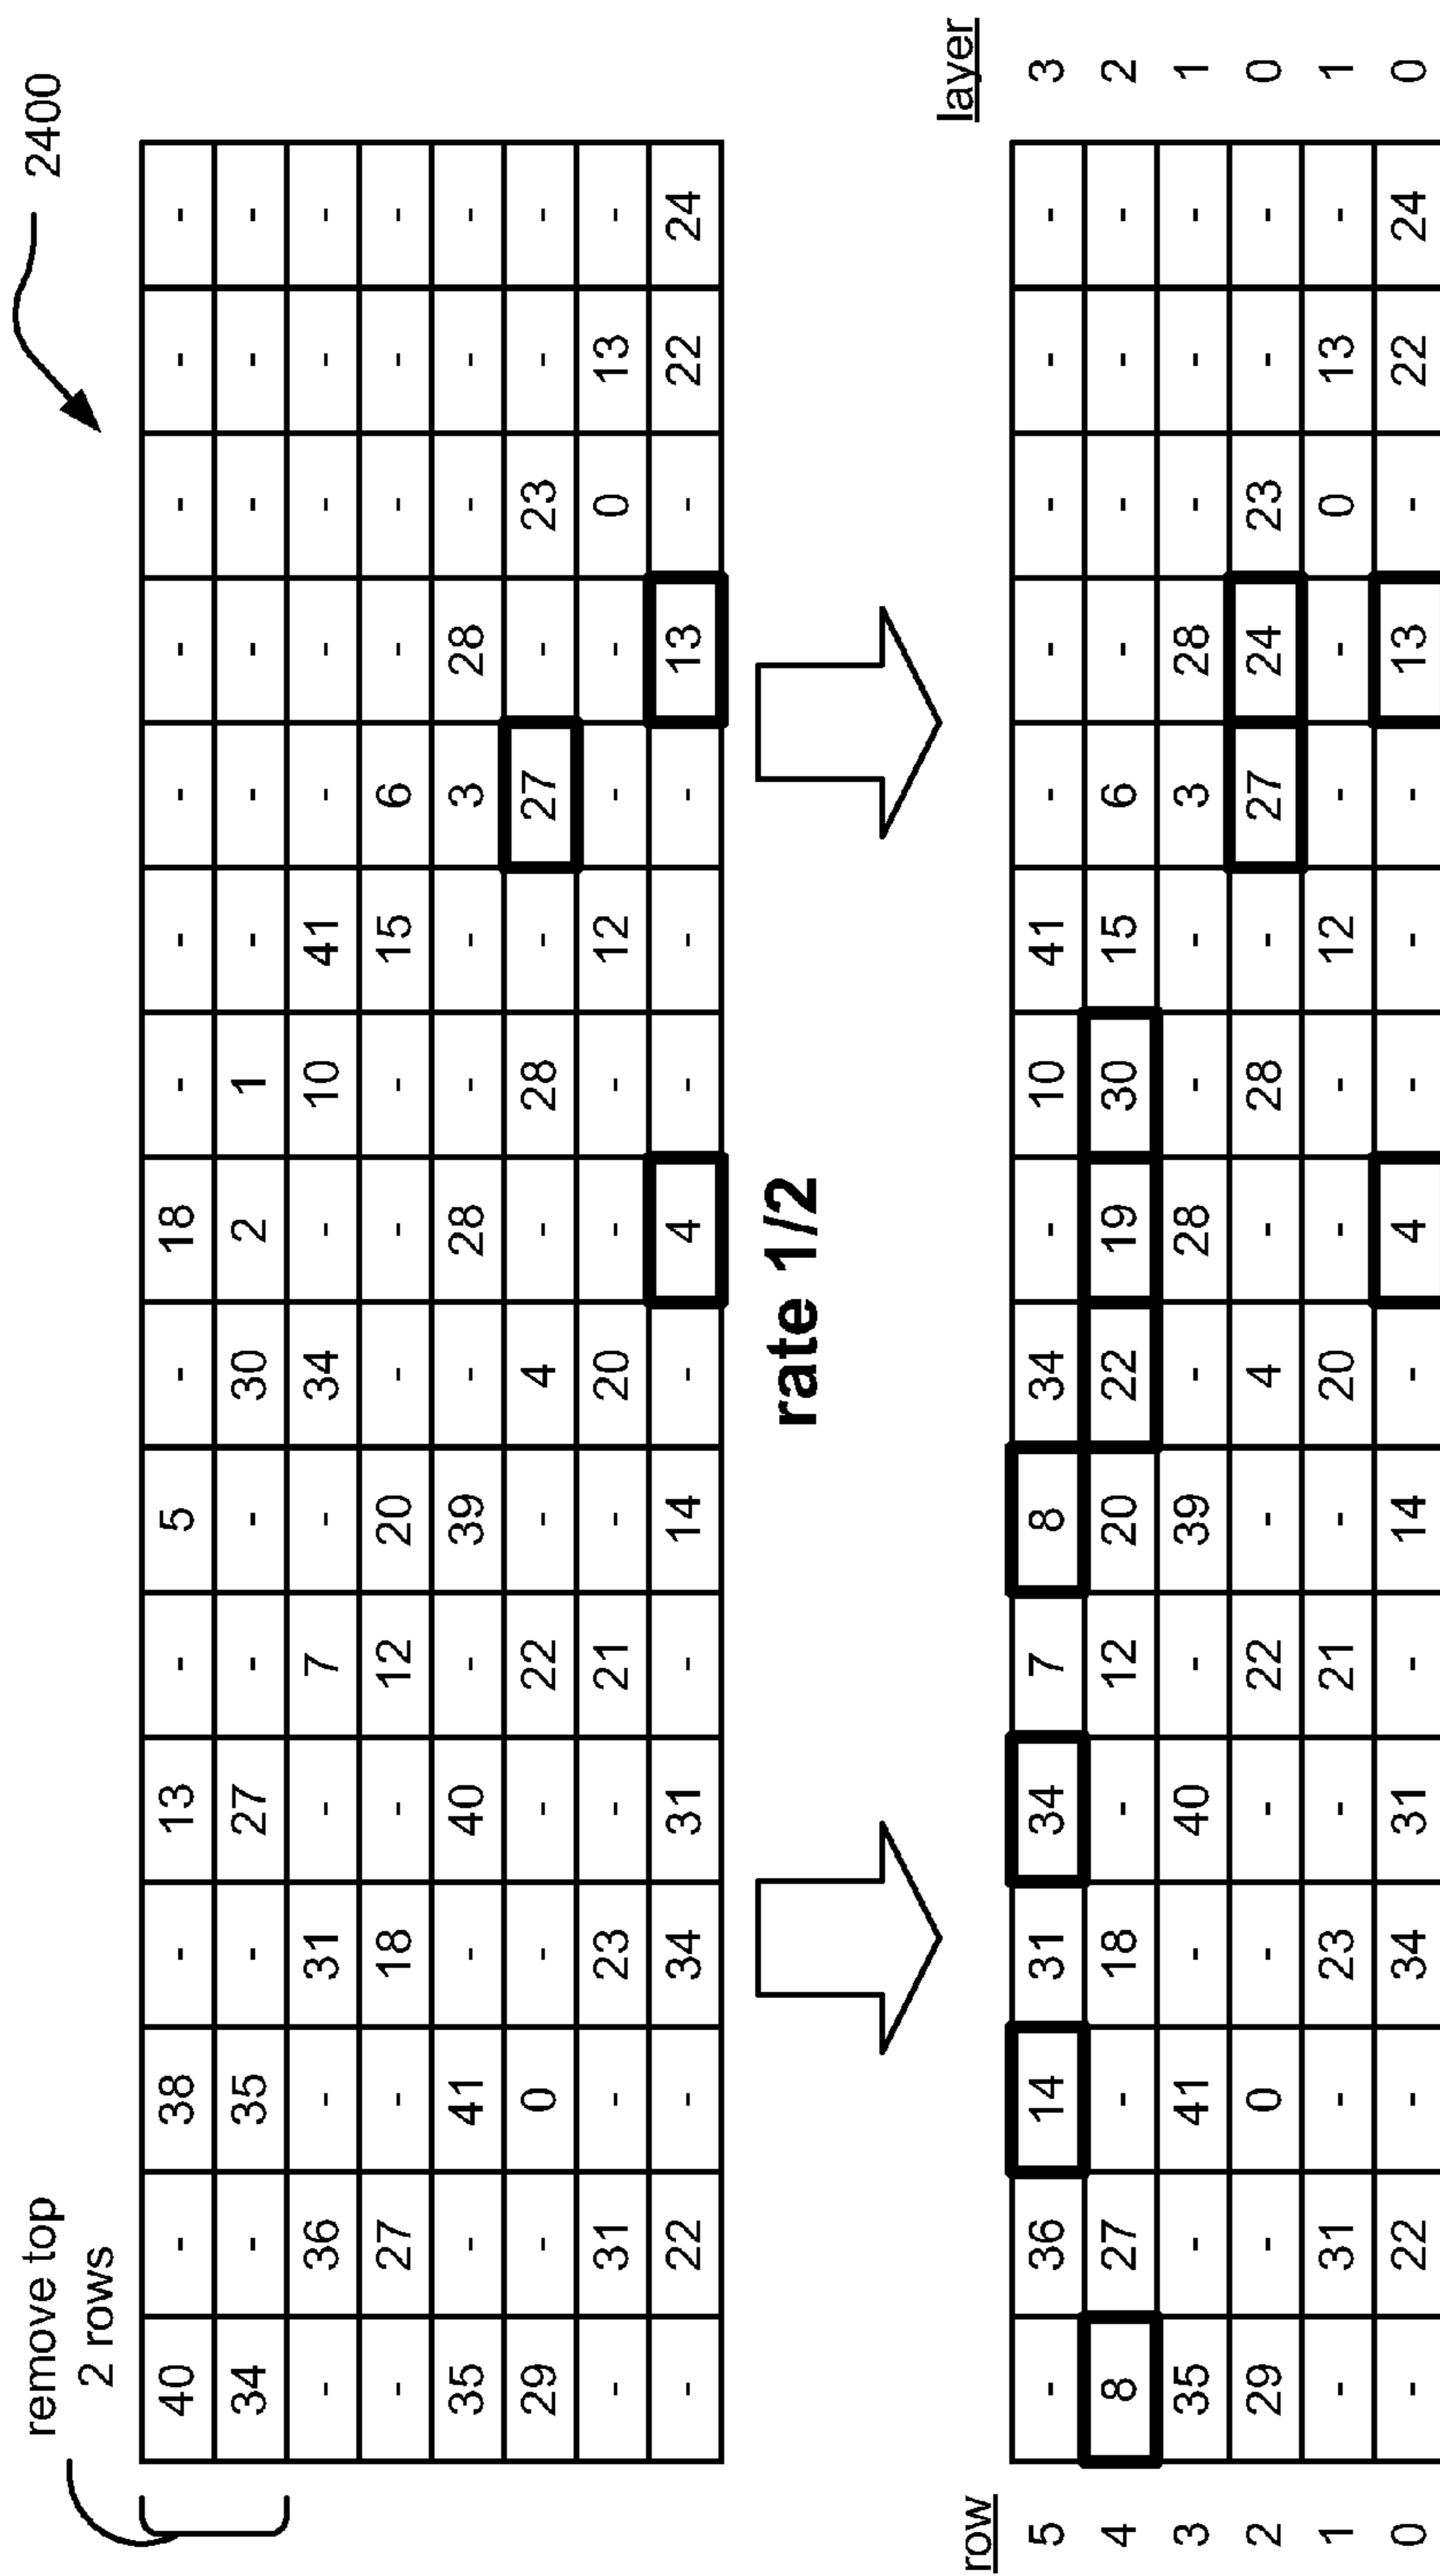 remove top
2 rows
2400
40 - 38 - 13 - 5 - 18 - - - - - - -
34 - 35 - 27 - - 30 2 1 - - - - - -
- 36 - 31 - 7 - 34 - 10 41 - - - - -
- 27 - 18 - 12 20 - - - 15 6 - - - -
35 - 41 - 40 - 39 - 28 - - 3 28 - - -
29 - 0 - - 22 - 4 - 28 - 27 - 23 - -
- 31 - 23 - 21 - 20 - - 12 - - 0 13 -
- 22 - 34 31 - 14 - 4 - - - 13 - 22 24
rate 1/2
row layer
5 - 36 14 31 34 7 8 34 - 10 41 - - - - - 3
4 8 27 - 18 - 12 20 22 19 30 15 6 - - - - 2
3 35 - 41 - 40 - 39 - 28 - - 3 28 - - - 1
2 29 - 0 - - 22 - 4 - 28 - 27 24 23 - - 0
1 - 31 - 23 - 21 - 20 - - 12 - - 0 13 - 1
0 - 22 - 34 31 - 14 - 4 - - - 13 - 22 24 0